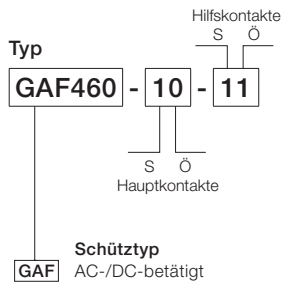 Hilfskontakte
S Ö
Typ
GAF460 - 10 - 11
S Ö
Hauptkontakte
Schütztyp
GAF AC-/DC-betätigt